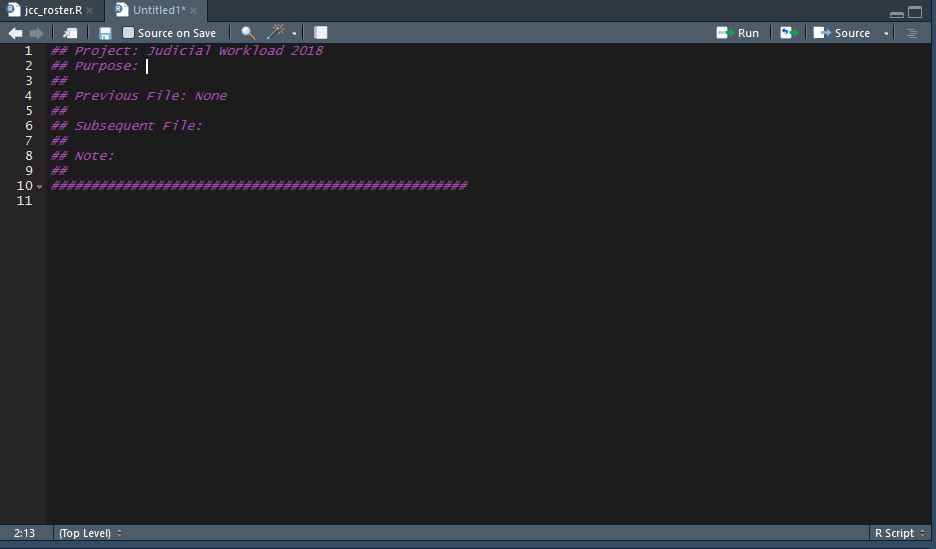 jcc_roster.R Untitled1*
Source on Save Run Source
1 ## Project: Judicial Workload 2018
2 ## Purpose:
3 ##
4 ## Previous File: None
5 ##
6 ## Subsequent File:
7 ##
8 ## Note:
9 ##
10 ####################################################
11
2:13 (Top Level) R Script